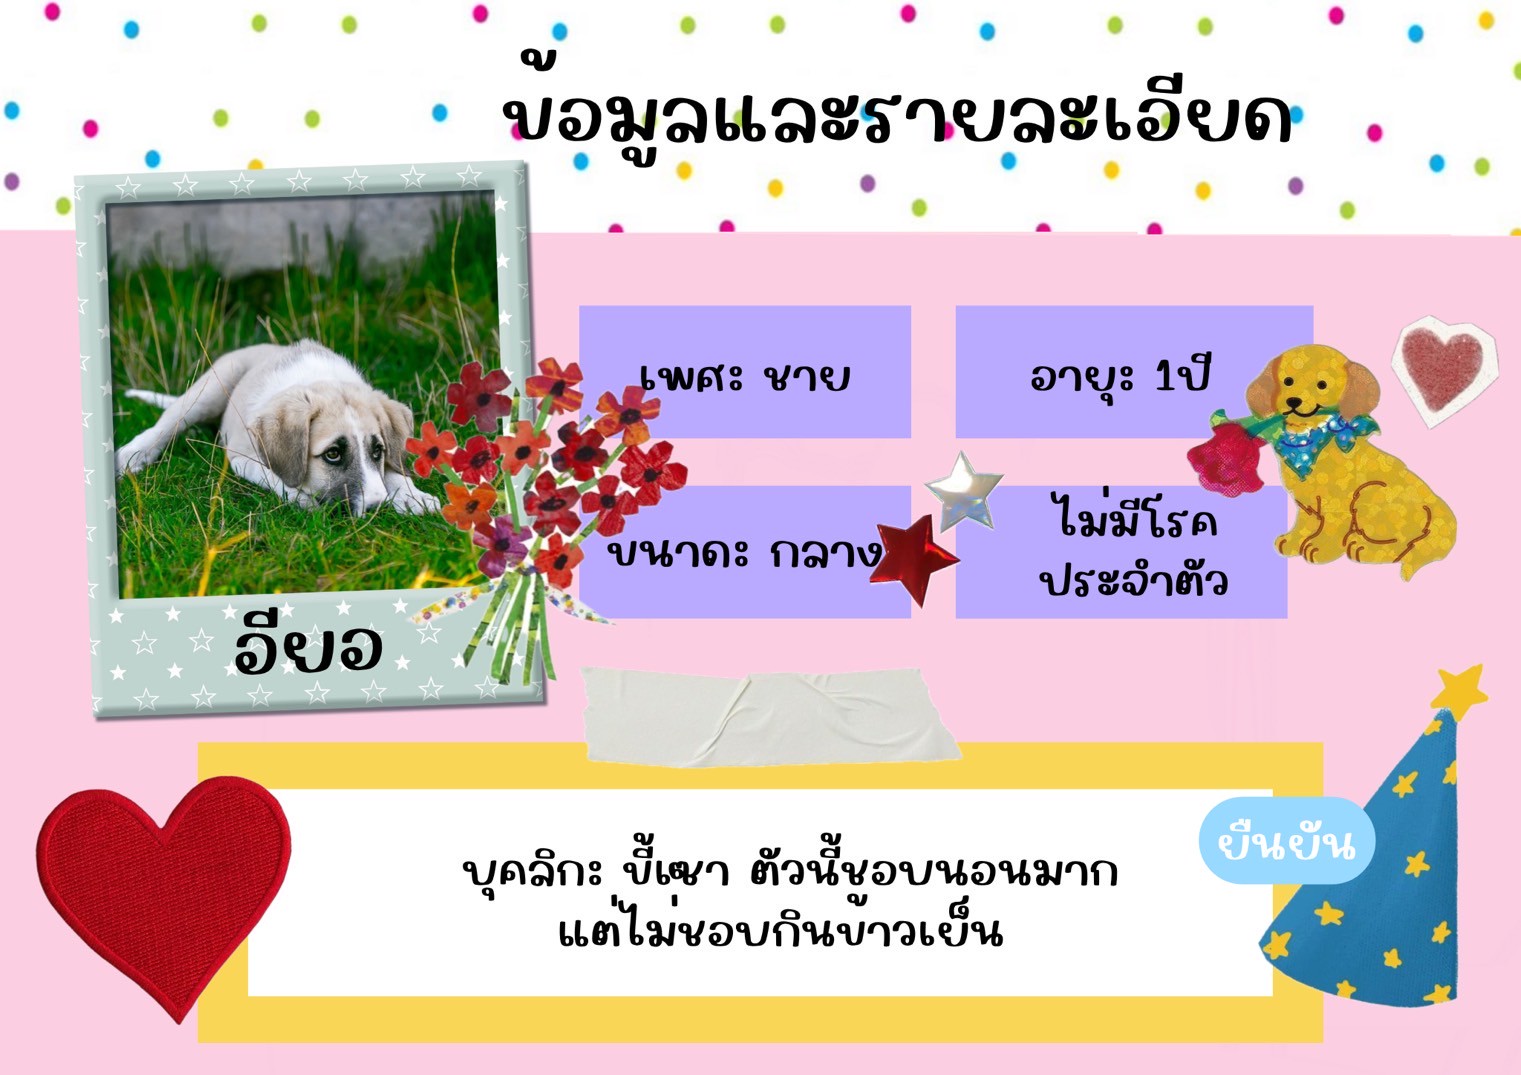 ข้อมูลและรายละเอียด
เพศ: ชาย
อายุ: 1ปี
ขนาด: กลาง
ไม่มีโรค
ประจำตัว
อียอ
บุคลิก: ขี้เซา ตัวนี้ชอบนอนมาก
แต่ไม่ชอบกินข้าวเย็น
ยืนยัน